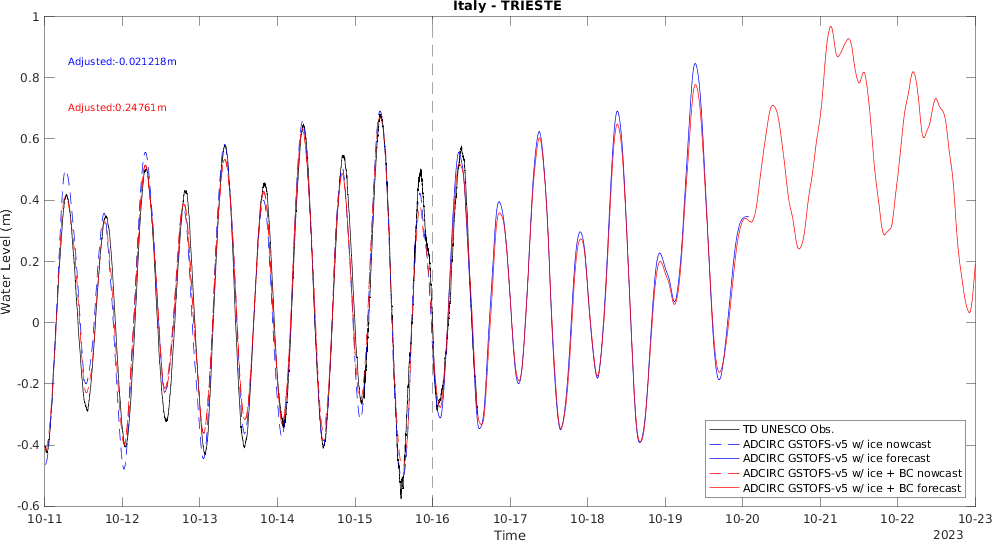 Italy - TRIESTE
Adjusted:-0.021218m
Adjusted:0.24761m
Water Level (m)
1
0.8
0.6
0.4
0.2
0
-0.2
-0.4
-0.6
TD UNESCO Obs.
ADCIRC GSTOFS-v5 w/ ice nowcast
ADCIRC GSTOFS-v5 w/ ice forecast
ADCIRC GSTOFS-v5 w/ ice + BC nowcast
ADCIRC GSTOFS-v5 w/ ice + BC forecast
10-11 10-12 10-13 10-14 10-15 10-16 10-17 10-18 10-19 10-20 10-21 10-22 10-23
Time
2023